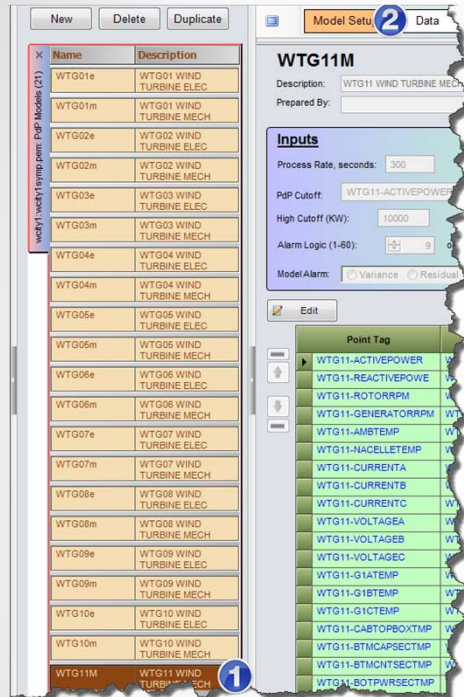 New Delete Duplicate
Name Description
wcity1:wcity1symp.pem: PdP Models (21)
WTG01e WTG01 WIND
TURBINE ELEC
WTG01m WTG01 WIND
TURBINE MECH
WTG02e WTG02 WIND
TURBINE ELEC
WTG02m WTG02 WIND
TURBINE MECH
WTG03e WTG03 WIND
TURBINE ELEC
WTG03m WTG03 WIND
TURBINE MECH
WTG04e WTG04 WIND
TURBINE ELEC
WTG04m WTG04 WIND
TURBINE MECH
WTG05e WTG05 WIND
TURBINE ELEC
WTG05m WTG05 WIND
TURBINE MECH
WTG06e WTG06 WIND
TURBINE ELEC
WTG06m WTG06 WIND
TURBINE MECH
WTG07e WTG07 WIND
TURBINE ELEC
WTG07m WTG07 WIND
TURBINE MECH
WTG08e WTG08 WIND
TURBINE ELEC
WTG08m WTG08 WIND
TURBINE MECH
WTG09e WTG09 WIND
TURBINE ELEC
WTG09m WTG09 WIND
TURBINE MECH
WTG10e WTG10 WIND
TURBINE ELEC
WTG10m WTG10 WIND
TURBINE MECH
WTG11M WTG11 WIND
TURBINE MECH
1
Model Setup 2 Data
WTG11M
Description: WTG11 WIND TURBINE MECH
Prepared By:
Inputs
Process Rate, seconds: 300
PdP Cutoff: WTG11-ACTIVEPOWER
High Cutoff (KW): 10000
Alarm Logic (1-60): 9
Model Alarm: Variance Residual
Edit
Point Tag
WTG11-ACTIVEPOWER
WTG11-REACTIVEPOWE
WTG11-ROTORRPM
WTG11-GENERATORRPM
WTG11-AMBTEMP
WTG11-NACELLETEMP
WTG11-CURRENTA
WTG11-CURRENTB
WTG11-CURRENTC
WTG11-VOLTAGEA
WTG11-VOLTAGEB
WTG11-VOLTAGEC
WTG11-G1ATEMP
WTG11-G1BTEMP
WTG11-G1CTEMP
WTG11-CABTOPBOXTMP
WTG11-BTMCAPSECTMP
WTG11-BTMCNTSECTMP
WTG11-BOTPWRSECTMP